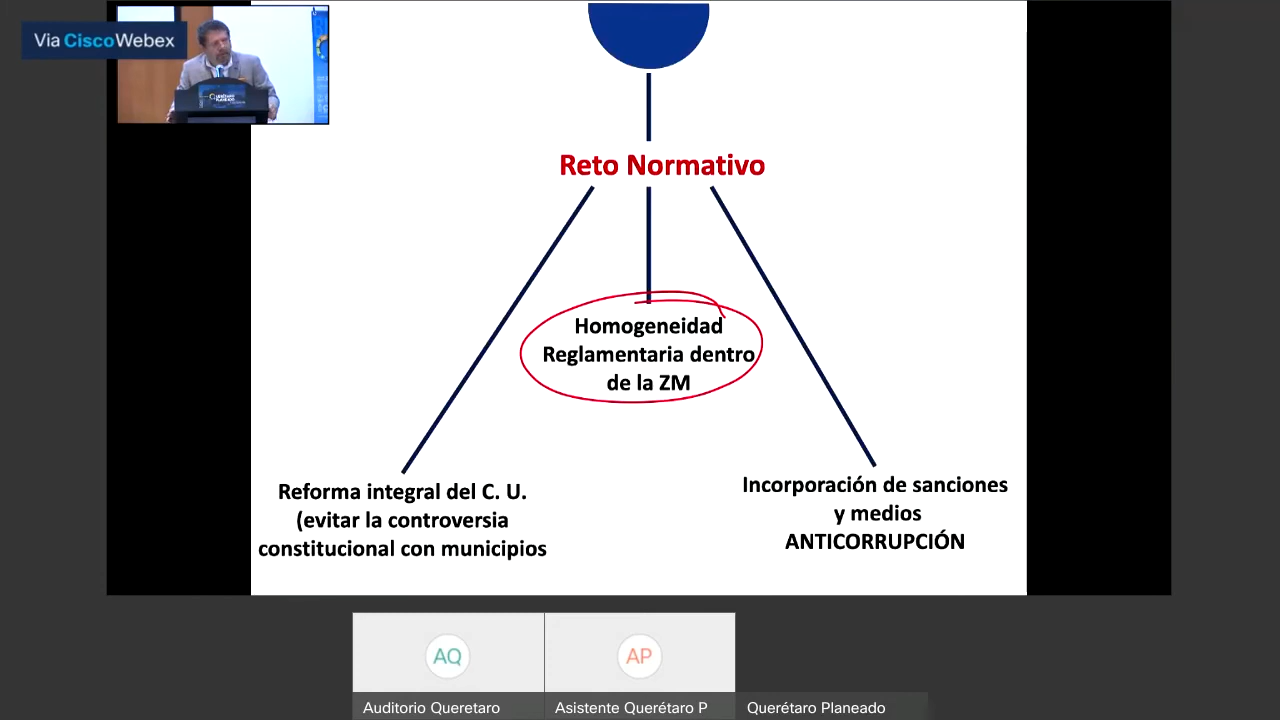 Via CiscoWebex
Reto Normativo
Homogeneidad
Reglamentaria dentro
de la ZM
Reforma integral del C. U.
(evitar la controversia
constitucional con municipios
Incorporación de sanciones
y medios
ANTICORRUPCIÓN
AQ
AP
Auditorio Queretaro
Asistente Querétaro P
Querétaro Planeado